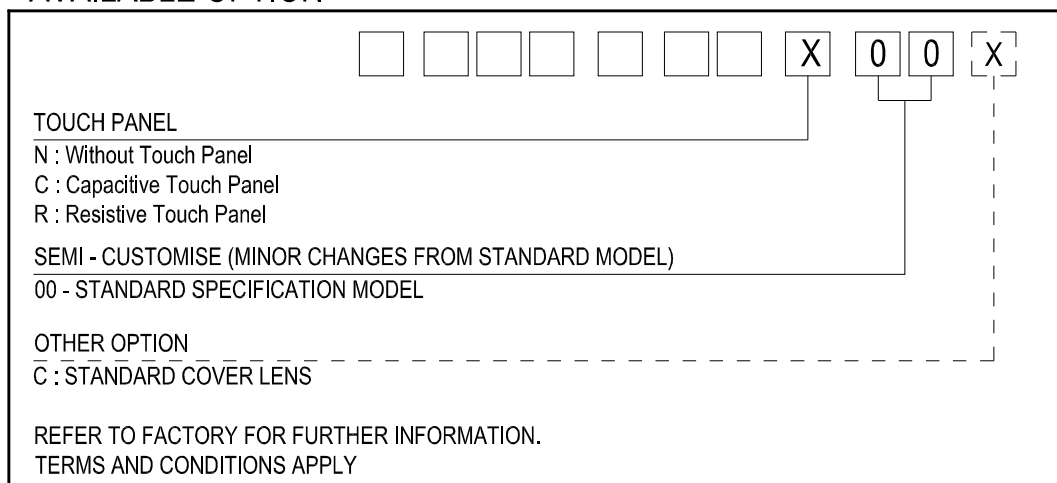 AVAILABLE OPTION
X 0 0 X
TOUCH PANEL
N : Without Touch Panel
C : Capacitive Touch Panel
R : Resistive Touch Panel
SEMI - CUSTOMISE (MINOR CHANGES FROM STANDARD MODEL)
00 - STANDARD SPECIFICATION MODEL
OTHER OPTION
C : STANDARD COVER LENS
REFER TO FACTORY FOR FURTHER INFORMATION.
TERMS AND CONDITIONS APPLY